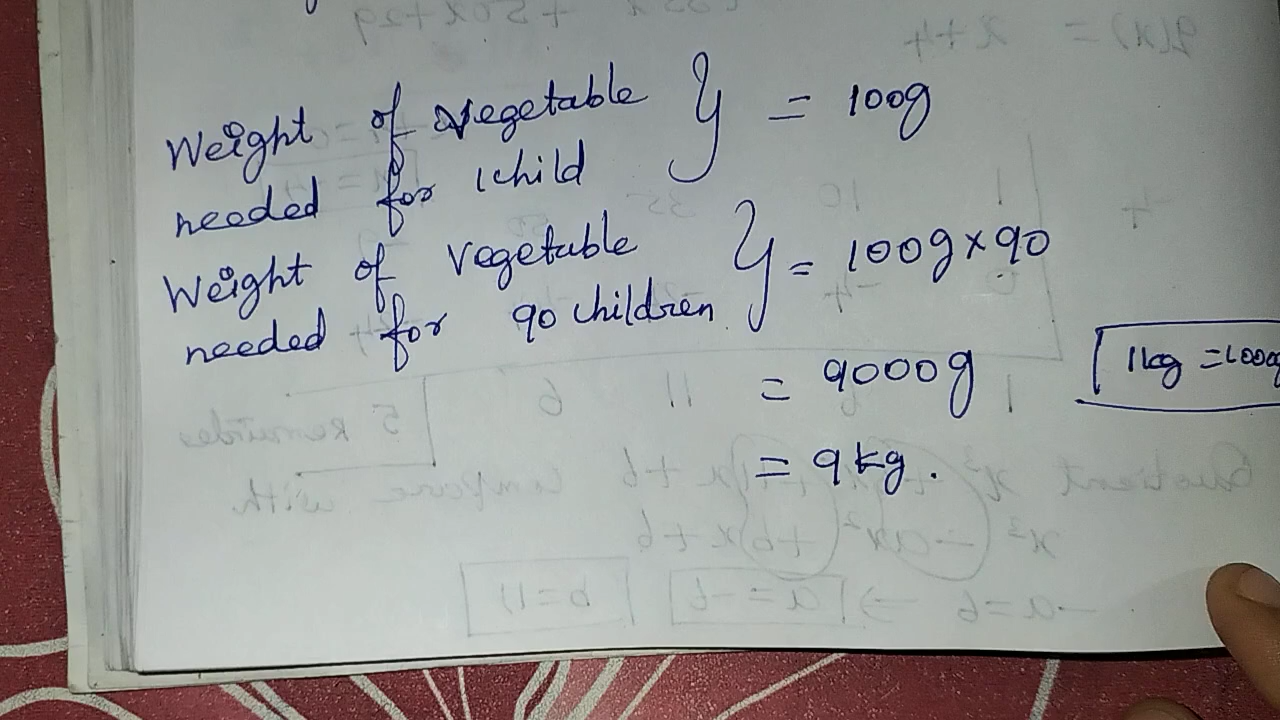 Weight of vegetable } = 100g
needed for 1child
Weight of vegetable } = 100g×90
needed for 90 children
= 9000g
1kg = 1000g
= 9kg.